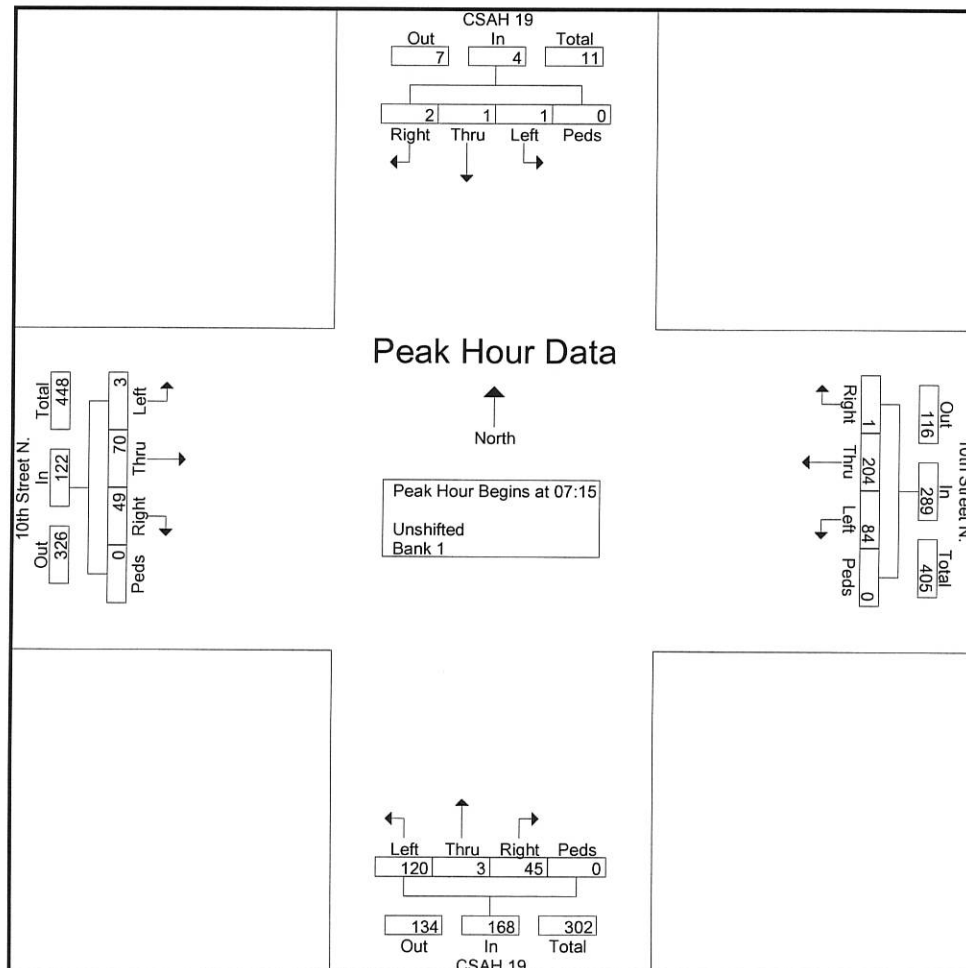 CSAH 19
Out In Total
7 4 11
2 1 1 0
Right Thru Left Peds
Peak Hour Data
North
Peak Hour Begins at 07:15
Unshifted
Bank 1
10th Street N.
Out In Total
326 122 448
3 70 49 0
Left Thru Right Peds
10th Street N.
Out In Total
116 289 405
1 204 84 0
Right Thru Left Peds
Left Thru Right Peds
120 3 45 0
134 168 302
Out In Total
CSAH 19